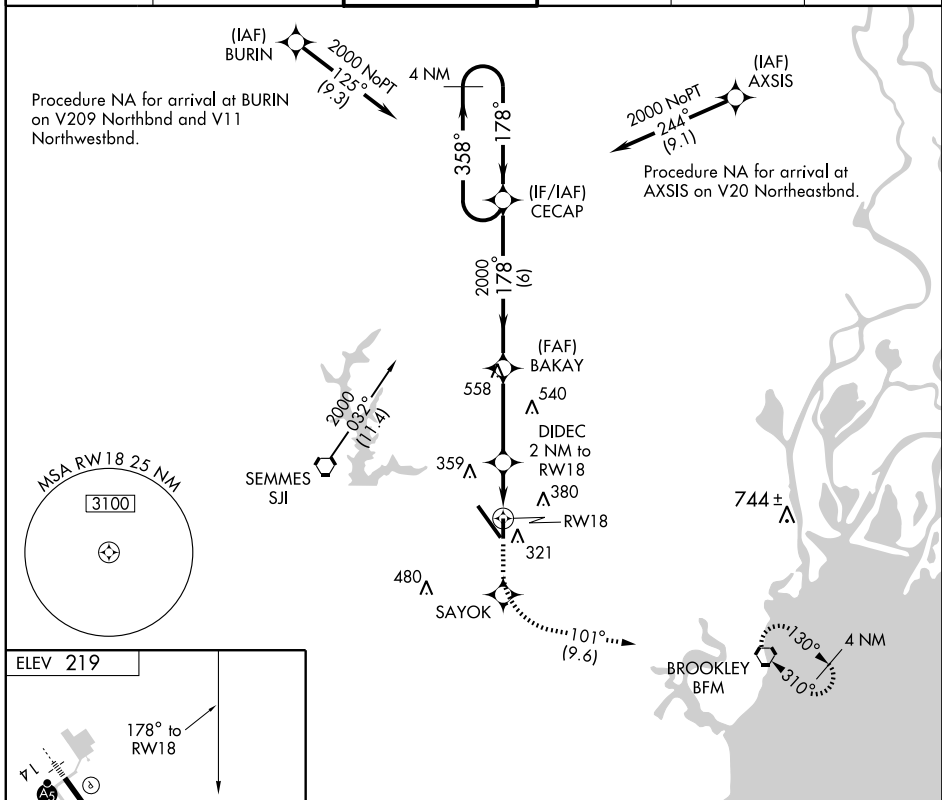 (IAF)
BURIN
2000 NoPT
125°
(9.3)
4 NM
(IAF)
AXSIS
2000 NoPT
244°
(9.1)
Procedure NA for arrival at BURIN
on V209 Northbnd and V11
Northwestbnd.
358°
178°
Procedure NA for arrival at
AXSIS on V20 Northeastbnd.
(IF/IAF)
CECAP
2000
178°
(6)
(FAF)
BAKAY
558
540
2000
032°
(11.4)
DIDEC
2 NM to
RW18
359
SEMMES
SJI
380
RW18
744 ±
321
MSA RW18 25 NM
3100
480
SAYOK
101°
(9.6)
130°
4 NM
310°
BROOKLEY
BFM
ELEV 219
178° to
RW18
14
P
A5